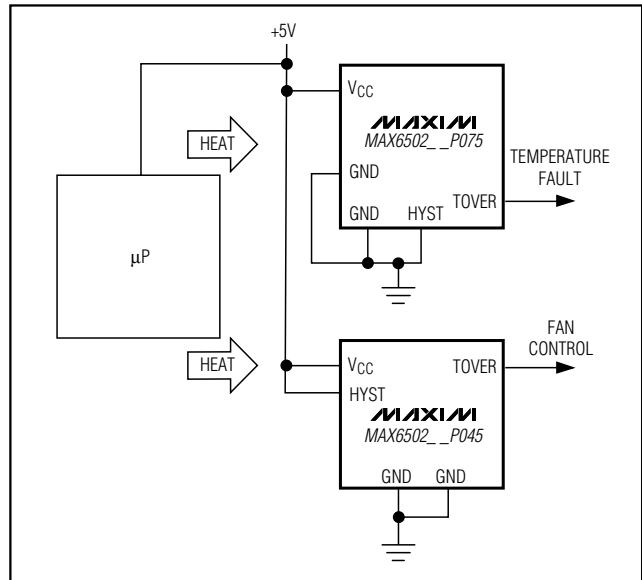 +5V
HEAT
μP
HEAT
VCC
MAXIM
MAX6502_ _P075
GND
GND
HYST
TOVER
TEMPERATURE
FAULT
VCC
HYST
TOVER
MAXIM
MAX6502_ _P045
GND
GND
FAN
CONTROL